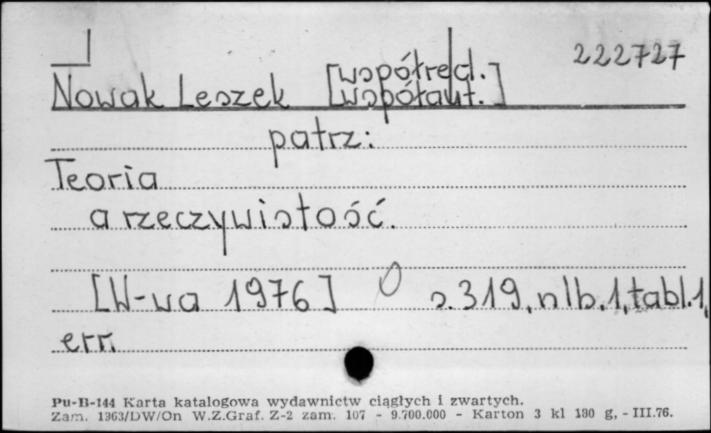 222727
[współred.
Nowak Leszek [współaut.]
patrz:
Teoria
a rzeczywistość.
[W-wa 1976] s.319, nlb.1, tabl.1,
err.
Pu-B-144 Karta katalogowa wydawnictw ciągłych i zwartych.
Zam. 1363/DW/On W.Z.Graf. Z-2 zam. 107 - 9.700.000 - Karton 3 kl 180 g, - III.76.